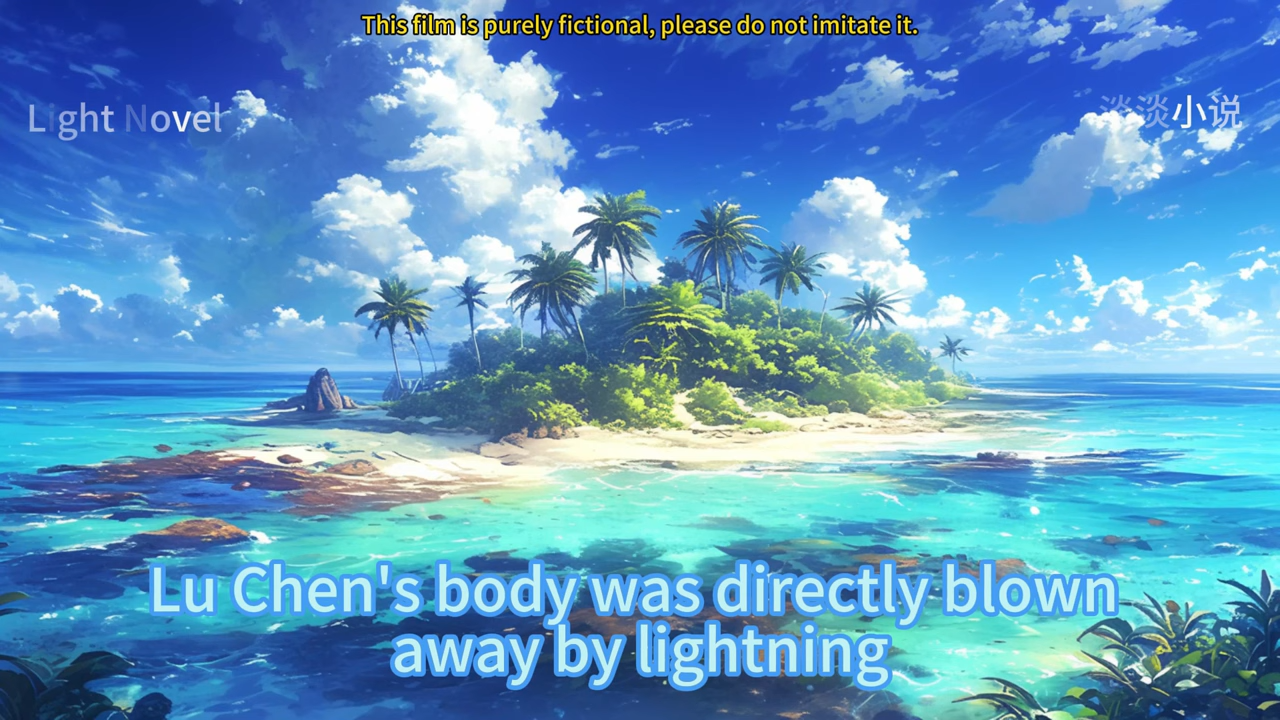 This film is purely fictional, please do not imitate it.
Light Novel
淡淡小说
Lu Chen's body was directly blown
away by lightning